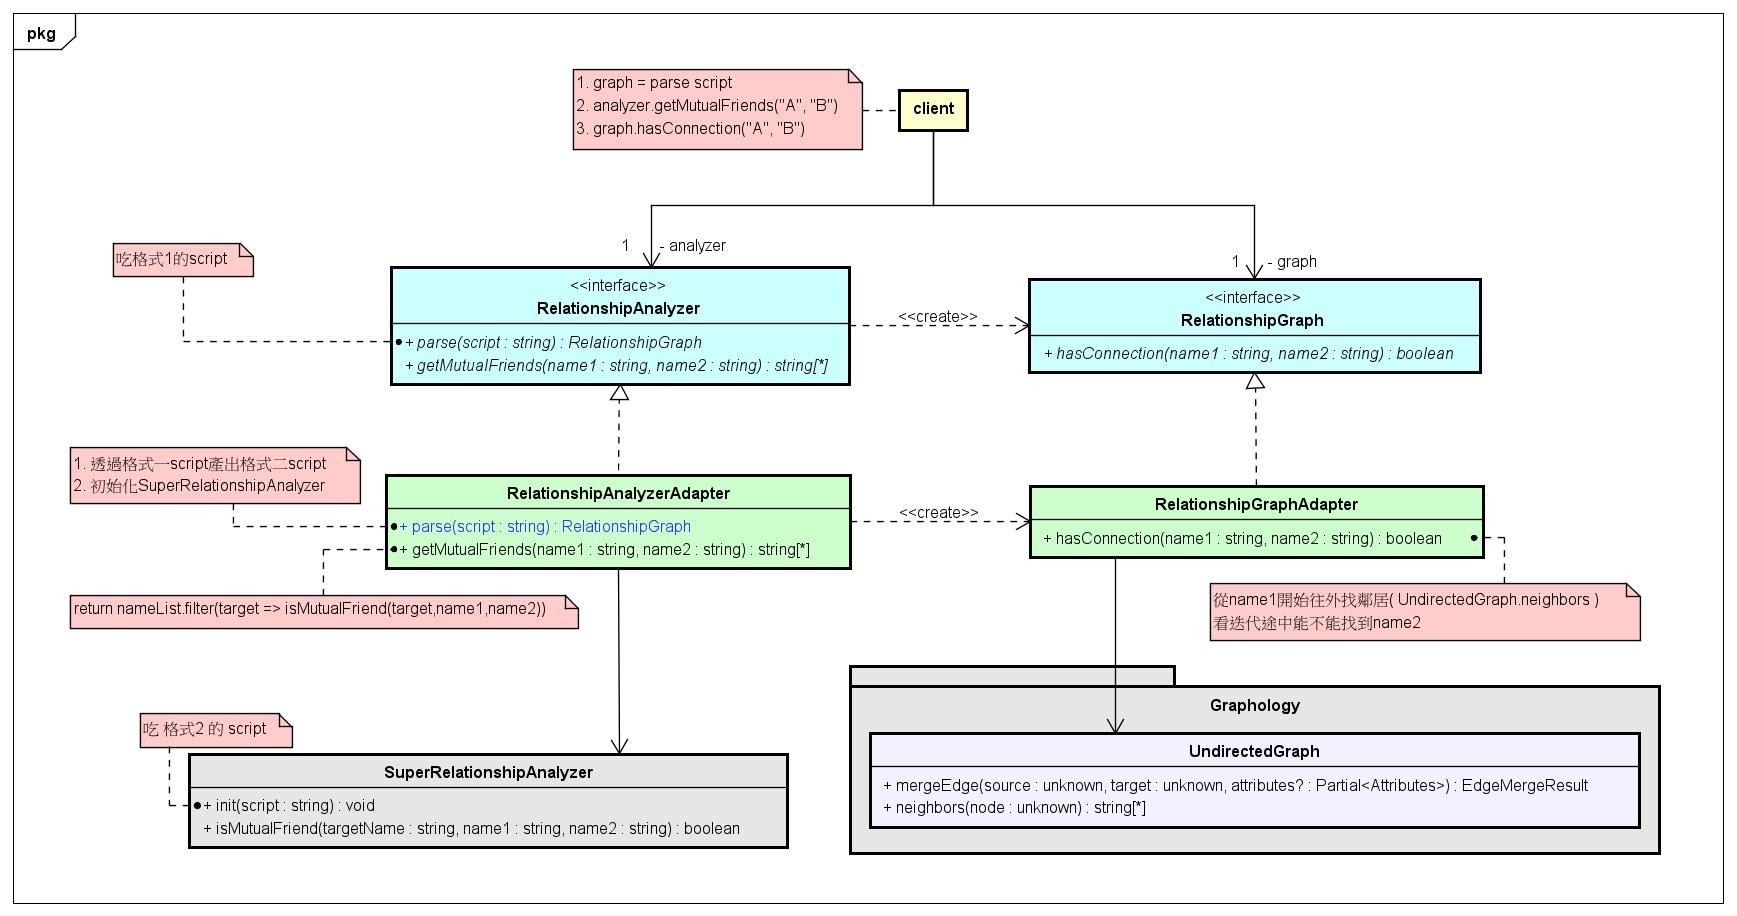 pkg
1. graph = parse script
2. analyzer.getMutualFriends("A", "B")
3. graph.hasConnection("A", "B")
client
1
- analyzer
1
- graph
吃格式1的script
<<interface>>
RelationshipAnalyzer
+ parse(script : string) : RelationshipGraph
+ getMutualFriends(name1 : string, name2 : string) : string[*]
<<create>>
<<interface>>
RelationshipGraph
+ hasConnection(name1 : string, name2 : string) : boolean
1. 透過格式一script產出格式二script
2. 初始化SuperRelationshipAnalyzer
RelationshipAnalyzerAdapter
+ parse(script : string) : RelationshipGraph
+ getMutualFriends(name1 : string, name2 : string) : string[*]
<<create>>
RelationshipGraphAdapter
+ hasConnection(name1 : string, name2 : string) : boolean
return nameList.filter(target => isMutualFriend(target,name1,name2))
從name1開始往外找鄰居( UndirectedGraph.neighbors )
看迭代途中能不能找到name2
吃 格式2 的 script
SuperRelationshipAnalyzer
+ init(script : string) : void
+ isMutualFriend(targetName : string, name1 : string, name2 : string) : boolean
Graphology
UndirectedGraph
+ mergeEdge(source : unknown, target : unknown, attributes? : Partial<Attributes>) : EdgeMergeResult
+ neighbors(node : unknown) : string[*]